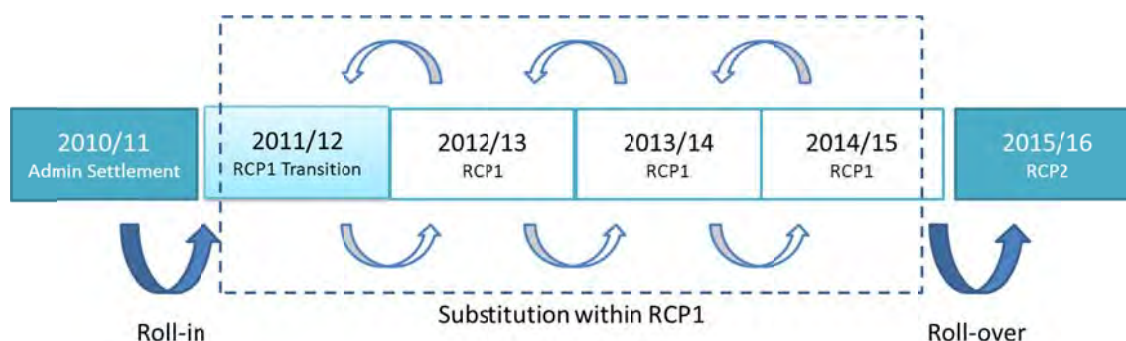 2010/11
Admin Settlement
2011/12
RCP1 Transition
2012/13
RCP1
2013/14
RCP1
2014/15
RCP1
2015/16
RCP2
Roll-in
Substitution within RCP1
Roll-over